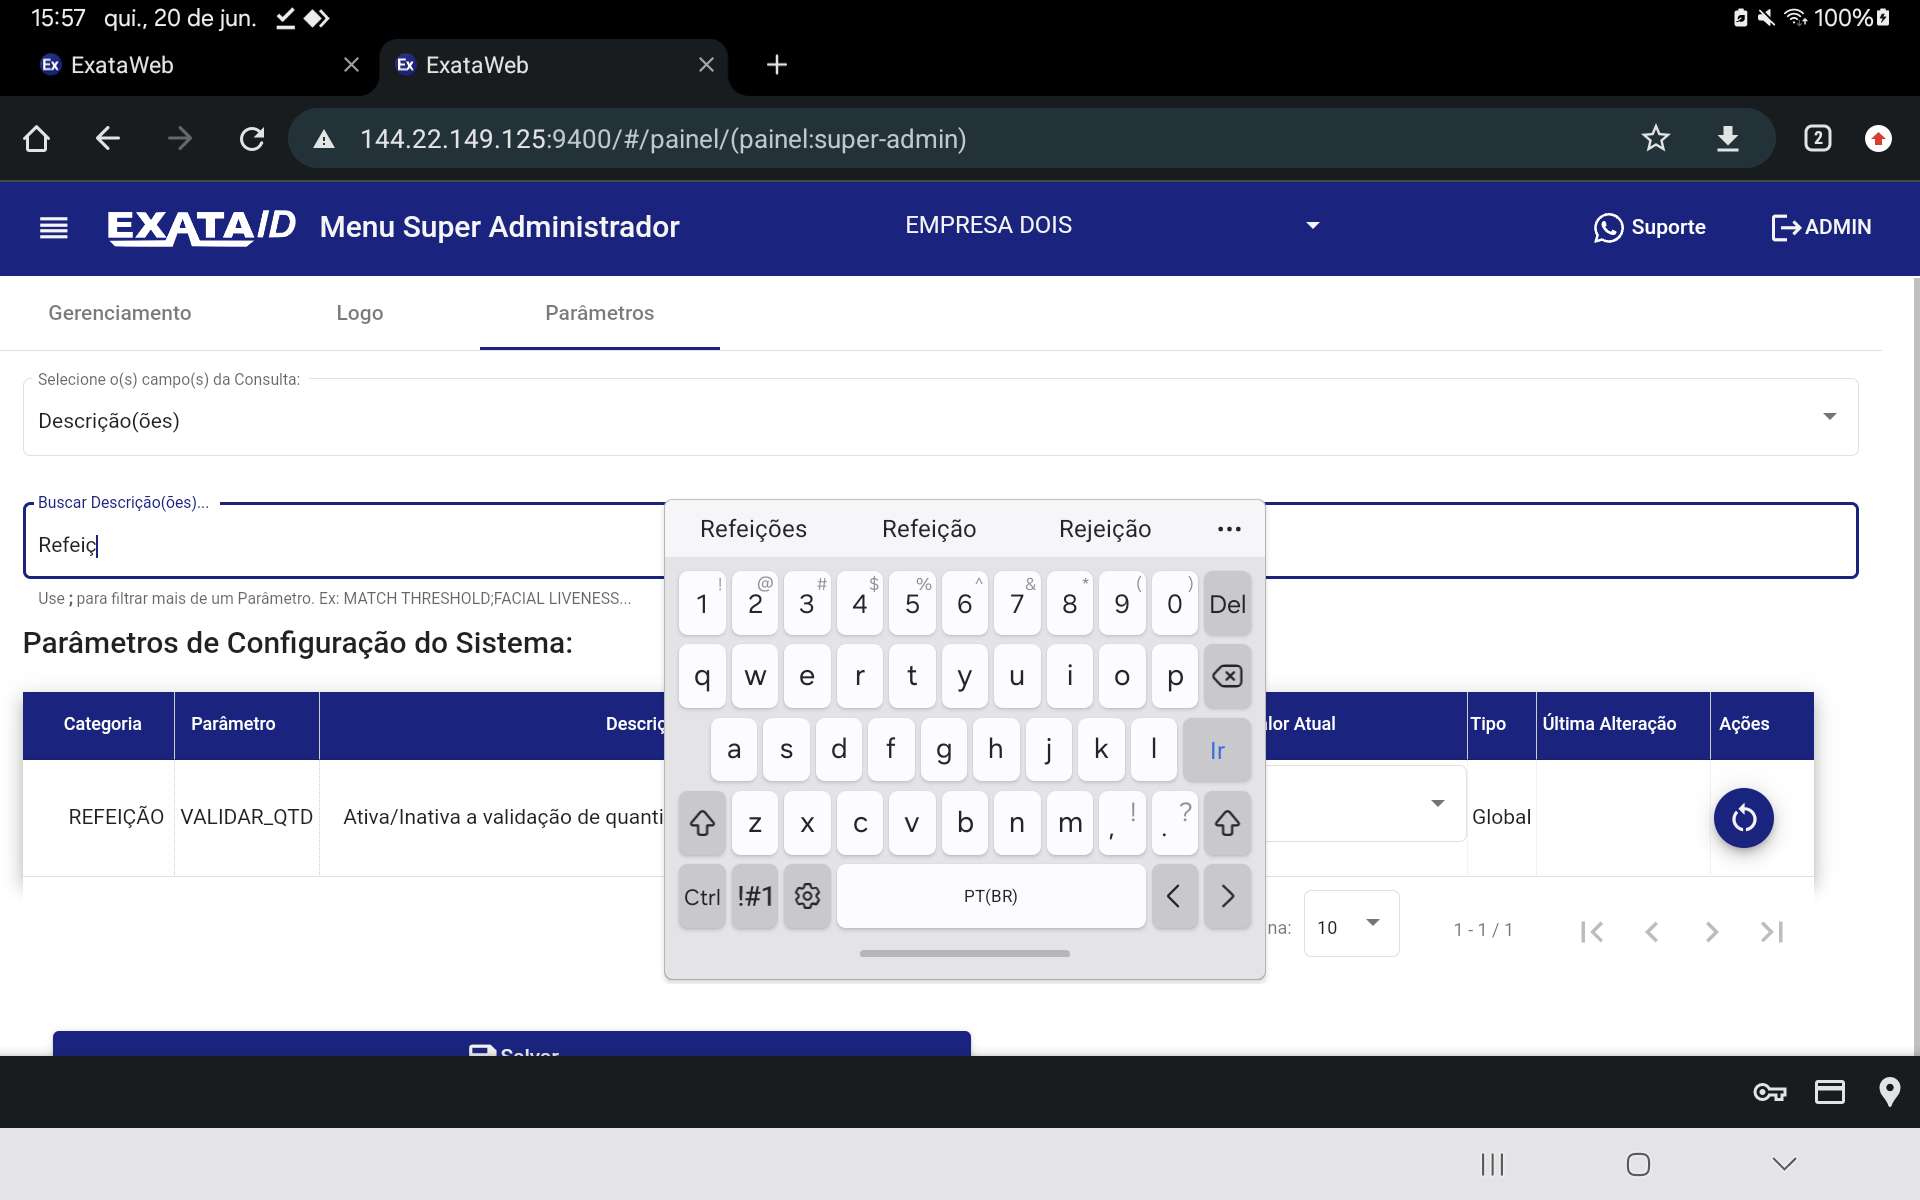 15:57 qui., 20 de jun. 100%
Ex ExataWeb
Ex ExataWeb
144.22.149.125:9400/#/painel/(painel:super-admin)
2
EXATA/ID Menu Super Administrador
EMPRESA DOIS
Suporte
ADMIN
Gerenciamento
Logo
Parâmetros
Selecione o(s) campo(s) da Consulta:
Descrição(ões)
Buscar Descrição(ões)...
Refeiç
Use ; para filtrar mais de um Parâmetro. Ex: MATCH THRESHOLD;FACIAL LIVENESS...
Parâmetros de Configuração do Sistema:
Categoria Parâmetro Descriç lor Atual Tipo Última Alteração Ações
REFEIÇÃO VALIDAR_QTD Ativa/Inativa a validação de quanti Global
na: 10 1 - 1 / 1
Salvar
Refeições Refeição Rejeição ...
! @ # $ % ^ & * ( )
1 2 3 4 5 6 7 8 9 0 Del
q w e r t y u i o p
a s d f g h j k l Ir
z x c v b n m , ! . ?
Ctrl !#1 PT(BR) < >